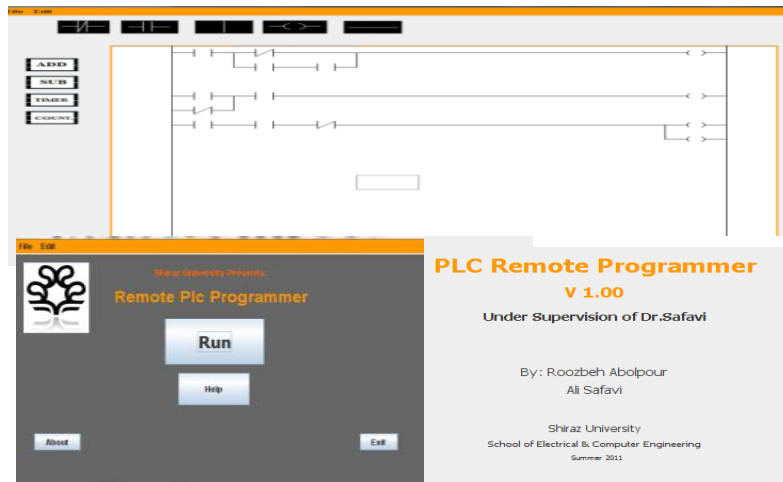 File Edit
ADD
SUB
TIMER
COUNT.
File Edit
Shiraz University Presents:
Remote Plc Programmer
Run
Help
About
Exit
PLC Remote Programmer
V 1.00
Under Supervision of Dr.Safavi
By: Roozbeh Abolpour
Ali Safavi
Shiraz University
School of Electrical & Computer Engineering
Summer 2011